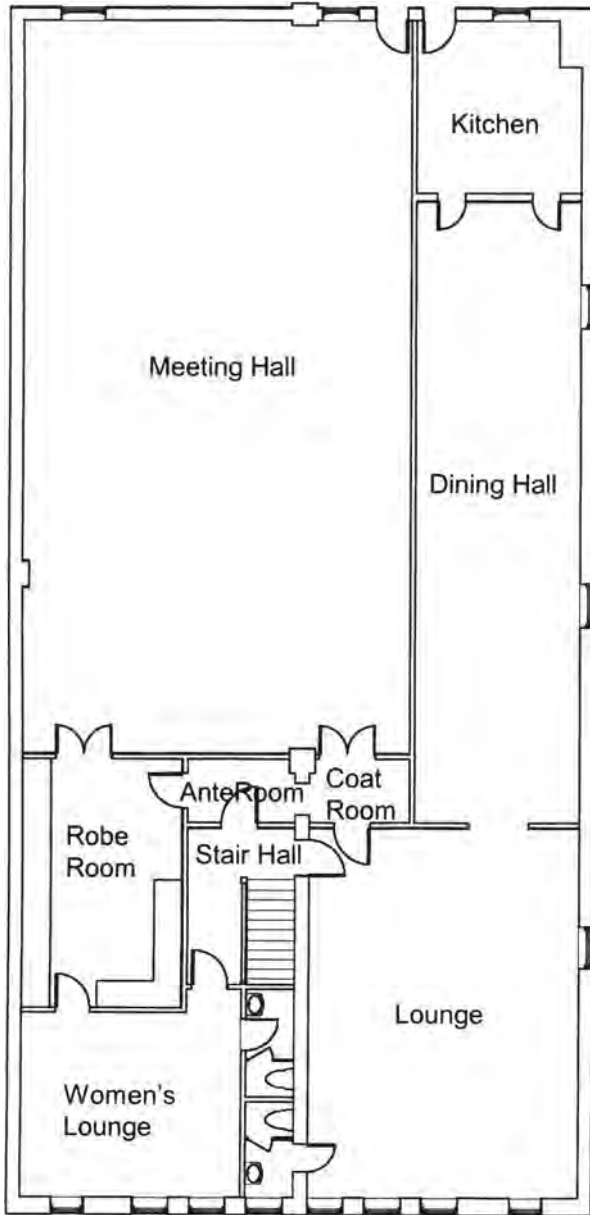 Kitchen
Meeting Hall
Dining Hall
AnteRoom
Coat
Room
Robe
Room
Stair Hall
Lounge
Women's
Lounge